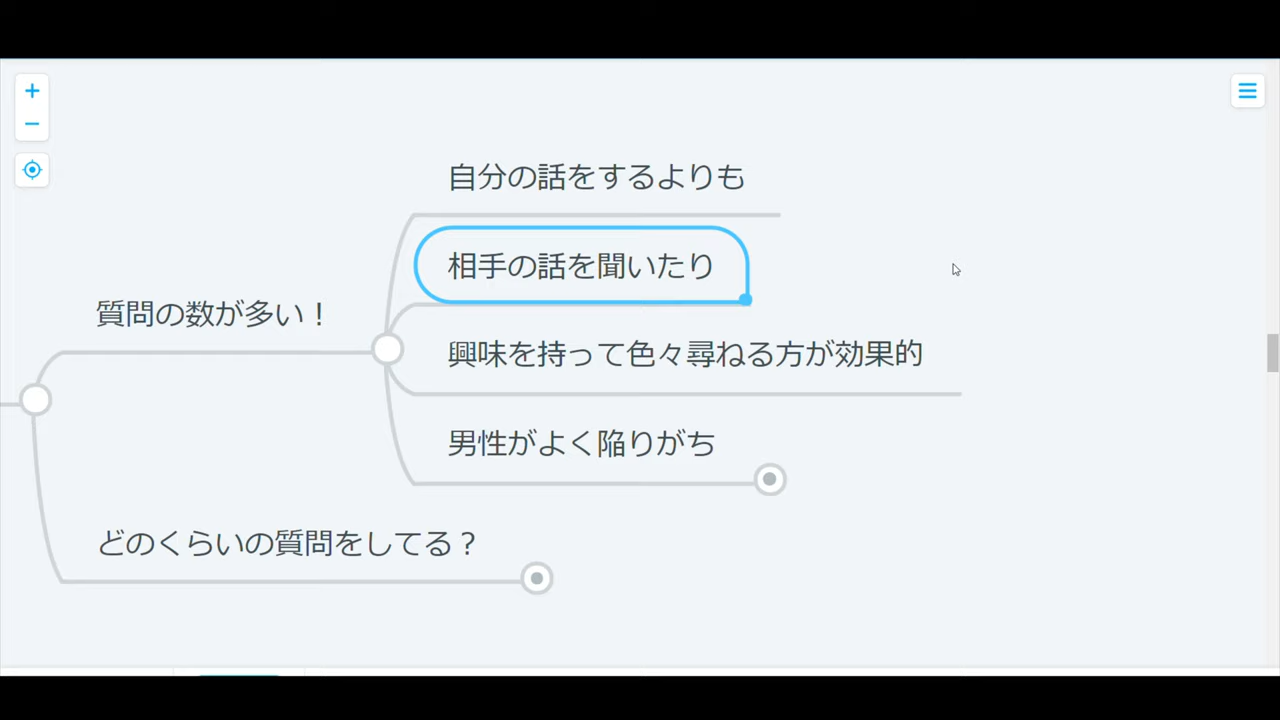 自分の話をするよりも
相手の話を聞いたり
質問の数が多い！
興味を持って色々尋ねる方が効果的
男性がよく陥りがち
どのくらいの質問をしてる？